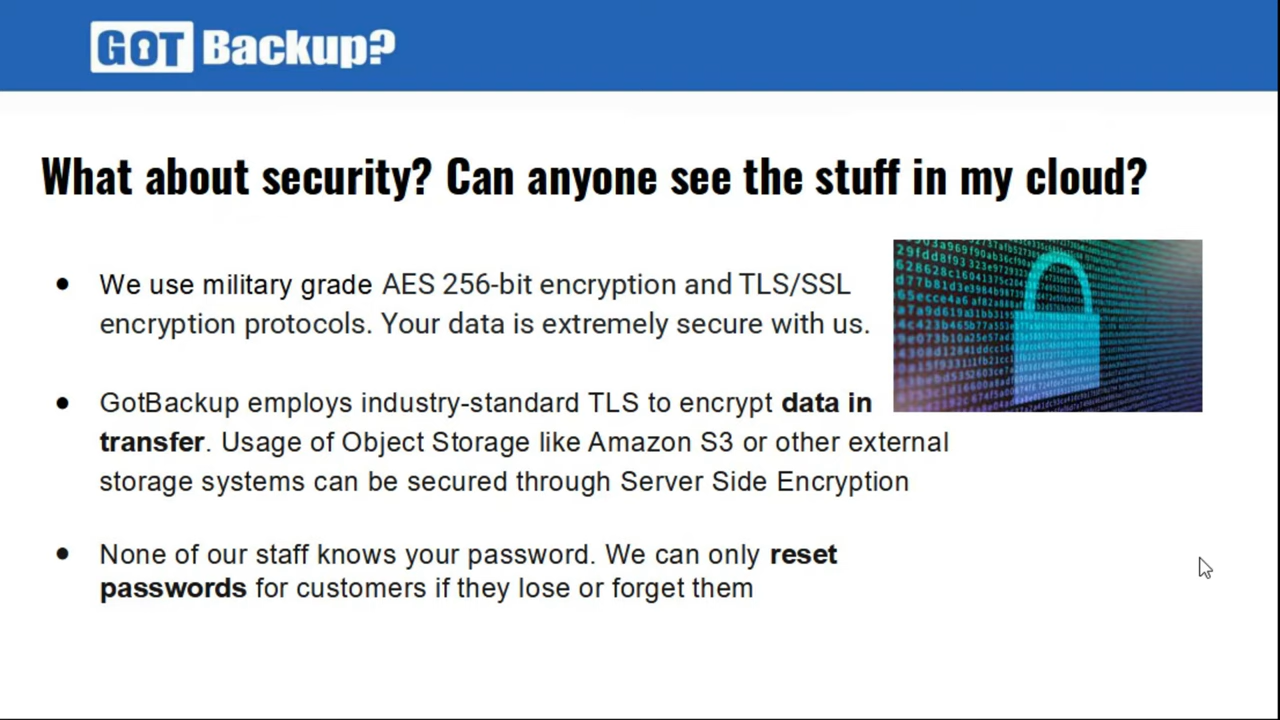 GOT Backup?
What about security? Can anyone see the stuff in my cloud?
● We use military grade AES 256-bit encryption and TLS/SSL
encryption protocols. Your data is extremely secure with us.
● GotBackup employs industry-standard TLS to encrypt data in
transfer. Usage of Object Storage like Amazon S3 or other external
storage systems can be secured through Server Side Encryption
● None of our staff knows your password. We can only reset
passwords for customers if they lose or forget them